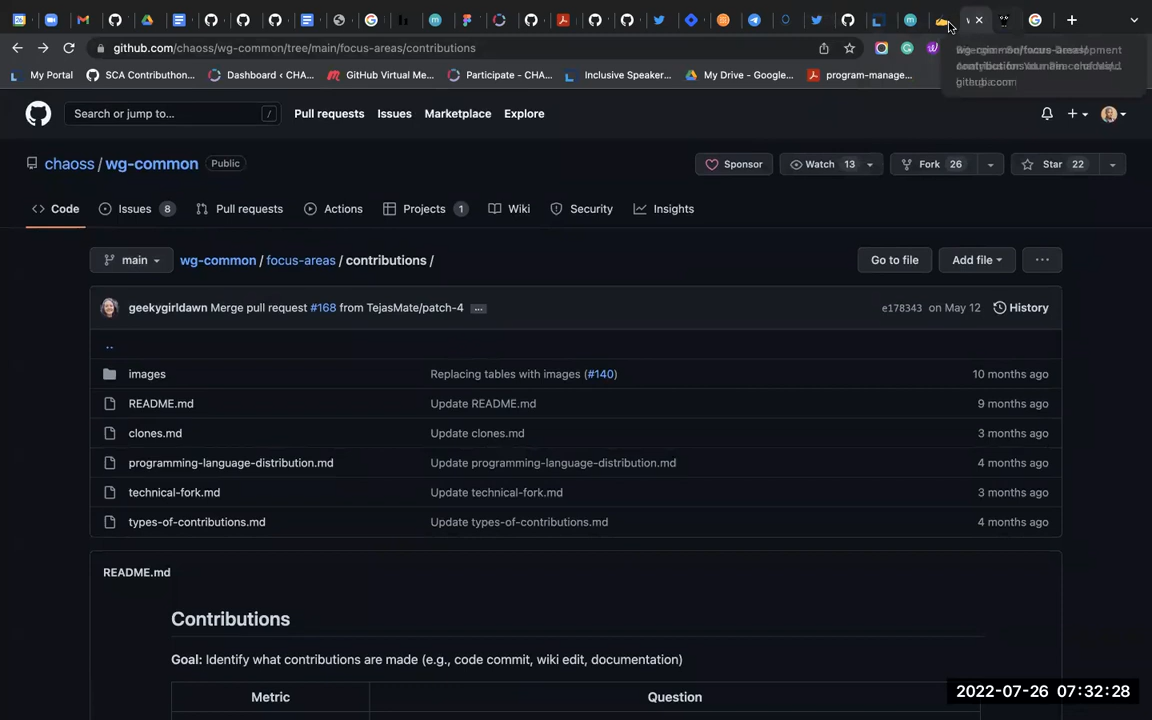 github.com/chaoss/wg-common/tree/main/focus-areas/contributions
My Portal
SCA Contributhon...
Dashboard ‹ CHA...
GitHub Virtual Me...
Participate - CHA...
Inclusive Speaker...
My Drive - Google...
program-manage...
github.com
Search or jump to...
/
Pull requests
Issues
Marketplace
Explore
chaoss / wg-common
Public
Sponsor
Watch 13
Fork 26
Star 22
Code
Issues 8
Pull requests
Actions
Projects 1
Wiki
Security
Insights
main
wg-common / focus-areas / contributions /
Go to file
Add file
...
geekygirldawn Merge pull request #168 from TejasMate/patch-4 ...
e178343 on May 12
History
..
images
Replacing tables with images (#140)
10 months ago
README.md
Update README.md
9 months ago
clones.md
Update clones.md
3 months ago
programming-language-distribution.md
Update programming-language-distribution.md
4 months ago
technical-fork.md
Update technical-fork.md
3 months ago
types-of-contributions.md
Update types-of-contributions.md
4 months ago
README.md
Contributions
Goal: Identify what contributions are made (e.g., code commit, wiki edit, documentation)
Metric
Question
2022-07-26 07:32:28